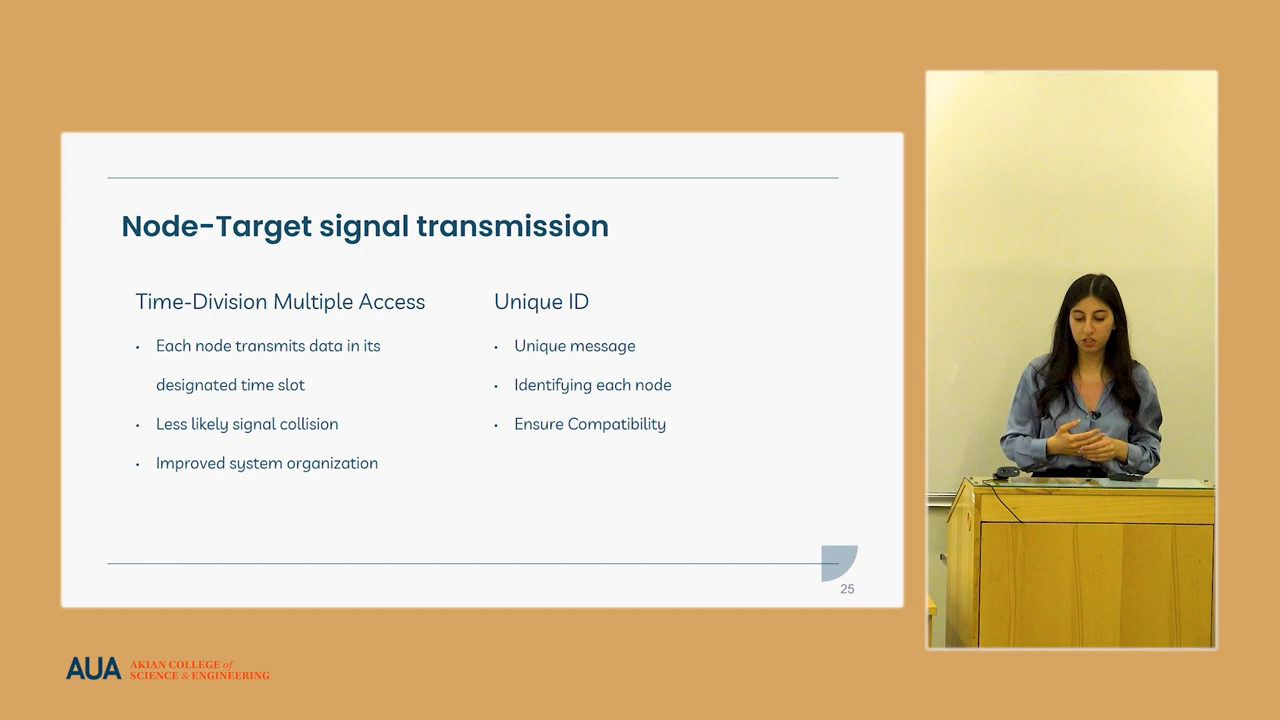 Node-Target signal transmission
Time-Division Multiple Access
• Each node transmits data in its
designated time slot
• Less likely signal collision
• Improved system organization
Unique ID
• Unique message
• Identifying each node
• Ensure Compatibility
25
AUA
AKIAN COLLEGE of
SCIENCE & ENGINEERING